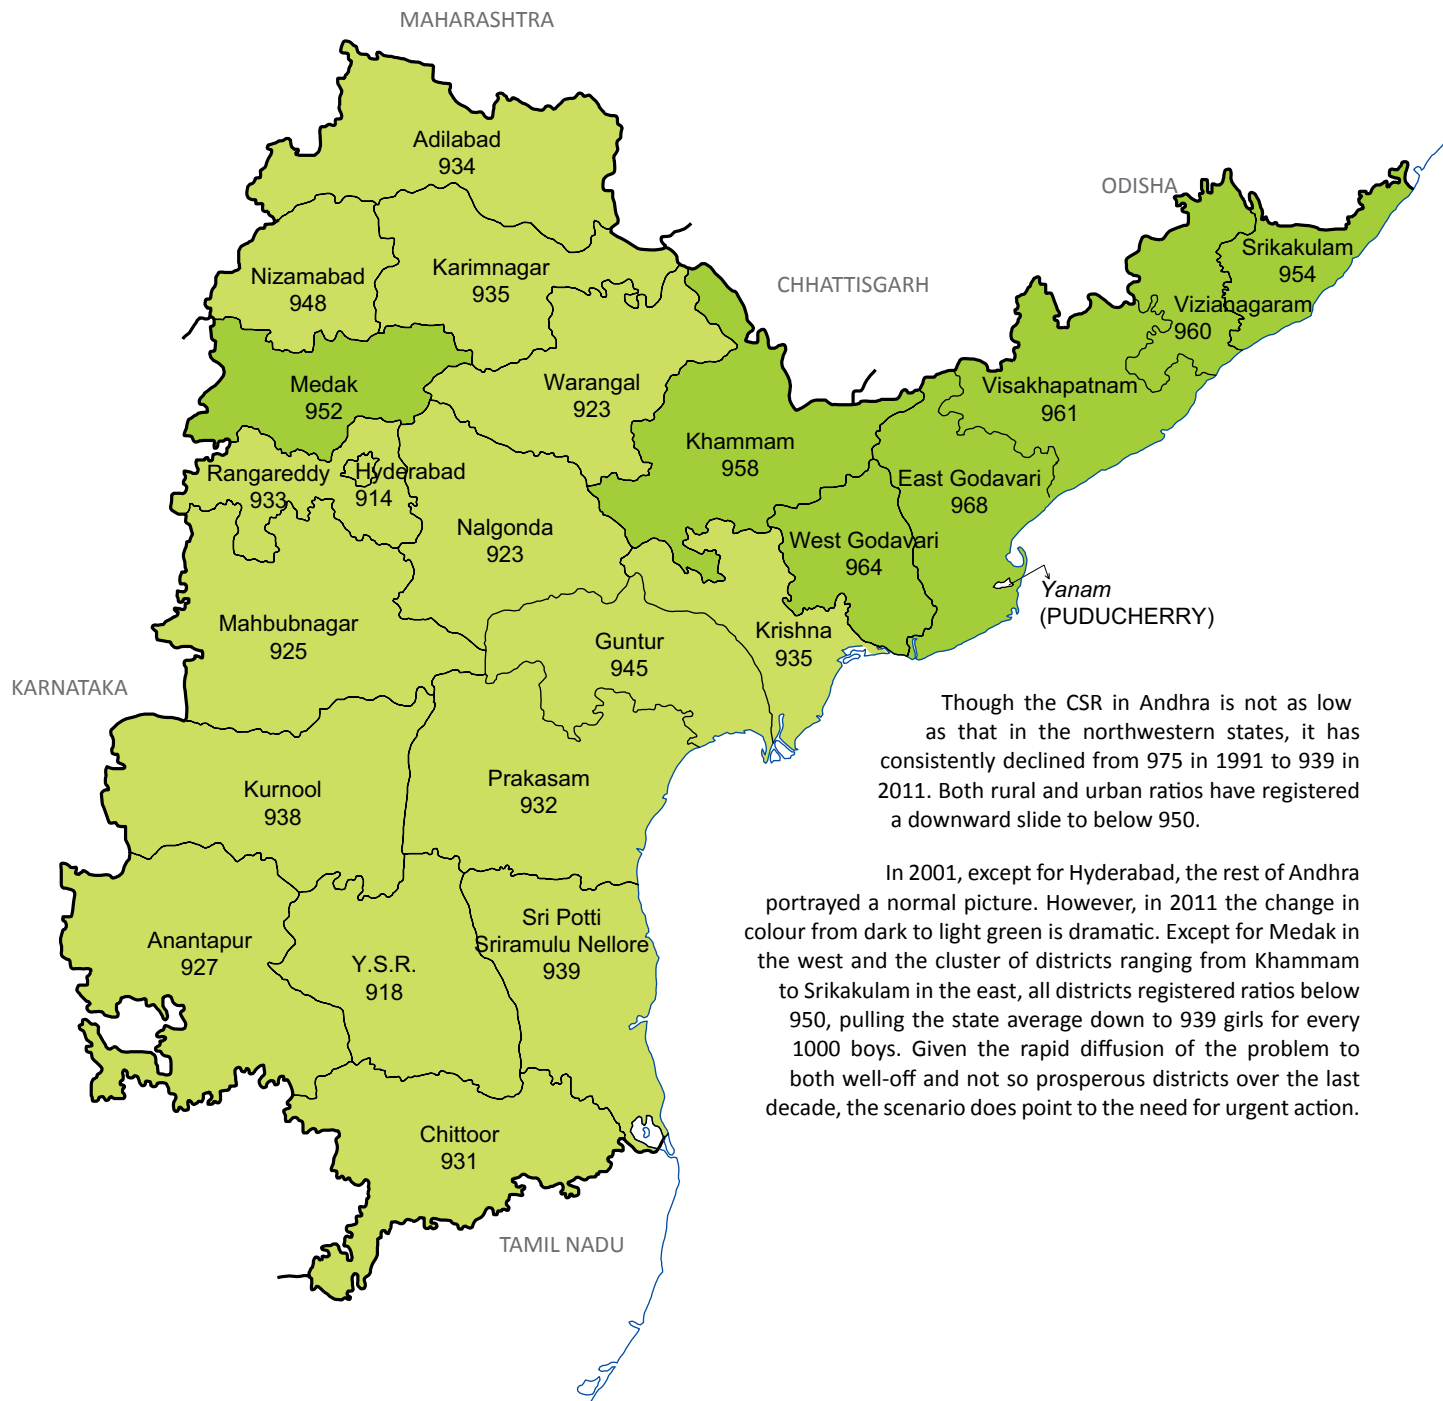 MAHARASHTRA
Adilabad
934
ODISHA
Srikakulam
954
Nizamabad
948
Karimnagar
935
CHHATTISGARH
Vizianagaram
960
Medak
952
Warangal
923
Visakhapatnam
961
Khammam
958
Rangareddy
933
Hyderabad
914
East Godavari
968
Nalgonda
923
West Godavari
964
Yanam
(PUDUCHERRY)
Mahbubnagar
925
Guntur
945
Krishna
935
KARNATAKA
Though the CSR in Andhra is not as low
as that in the northwestern states, it has
consistently declined from 975 in 1991 to 939 in
2011. Both rural and urban ratios have registered
a downward slide to below 950.
Kurnool
938
Prakasam
932
In 2001, except for Hyderabad, the rest of Andhra
portrayed a normal picture. However, in 2011 the change in
colour from dark to light green is dramatic. Except for Medak in
the west and the cluster of districts ranging from Khammam
to Srikakulam in the east, all districts registered ratios below
950, pulling the state average down to 939 girls for every
1000 boys. Given the rapid diffusion of the problem to
both well-off and not so prosperous districts over the last
decade, the scenario does point to the need for urgent action.
Anantapur
927
Y.S.R.
918
Sri Potti
Sriramulu Nellore
939
Chittoor
931
TAMIL NADU